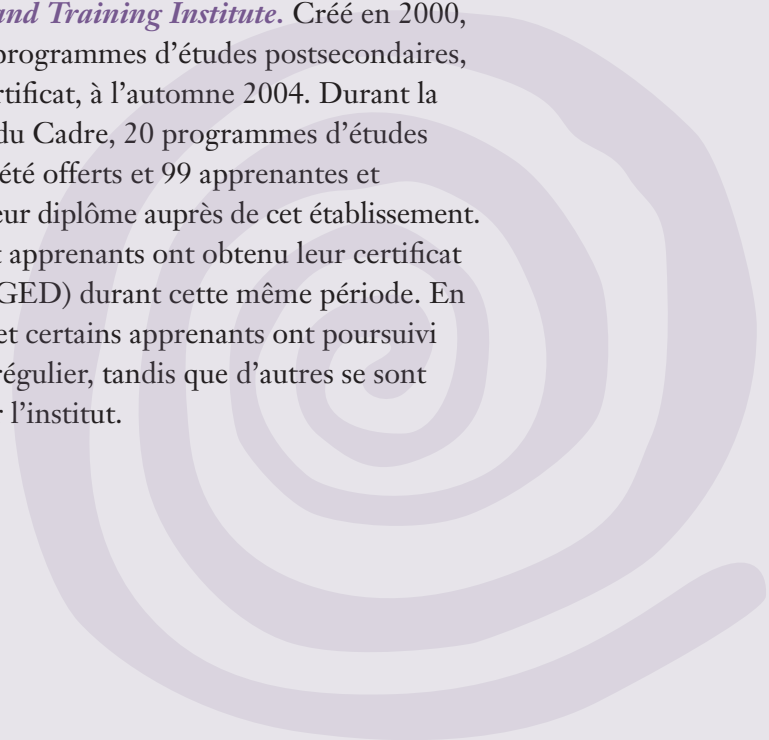 and Training Institute. Créé en 2000,
programmes d’études postsecondaires,
rtificat, à l’automne 2004. Durant la
du Cadre, 20 programmes d’études
été offerts et 99 apprenantes et
eur diplôme auprès de cet établissement.
t apprenants ont obtenu leur certificat
GED) durant cette même période. En
et certains apprenants ont poursuivi
régulier, tandis que d’autres se sont
r l’institut.